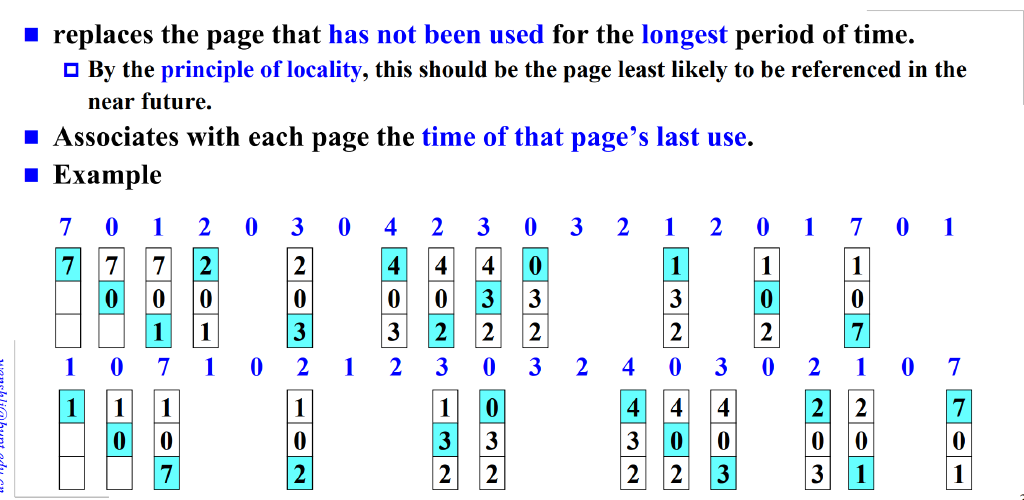 replaces the page that has not been used for the longest period of time.
By the principle of locality, this should be the page least likely to be referenced in the
near future.
Associates with each page the time of that page's last use.
Example
7 0 1 2 0 3 0 4 2 3 0 3 2 1 2 0 1 7 0 1
7 7 7 2 2 4 4 4 0 1 1 1
0 0 0 0 0 0 3 3 3 0 0
1 1 3 3 2 2 2 2 2 7
1 0 7 1 0 2 1 2 3 0 3 2 4 0 3 0 2 1 0 7
1 1 1 1 1 0 4 4 4 2 2 7
0 0 0 3 3 3 0 0 0 0 0
7 2 2 2 2 2 3 3 1 1